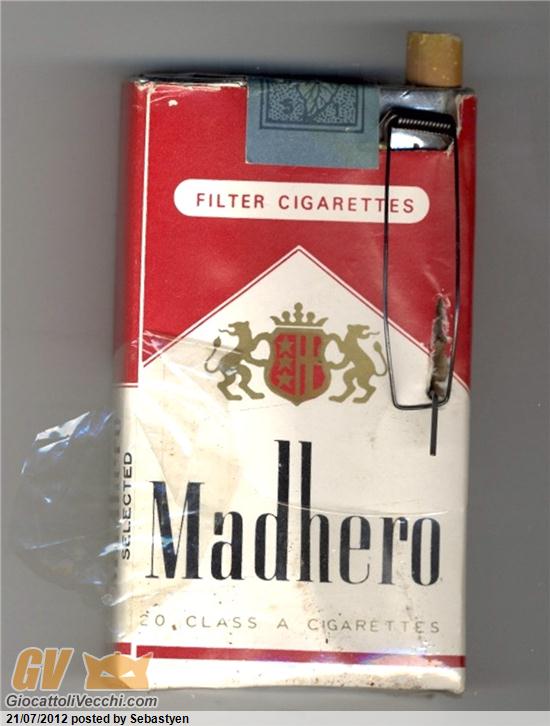 FILTER CIGARETTES
SELECTED
Madhero
20 CLASS A CIGARETTES
GV
GiocattoliVecchi.com
21/07/2012 posted by Sebastyen